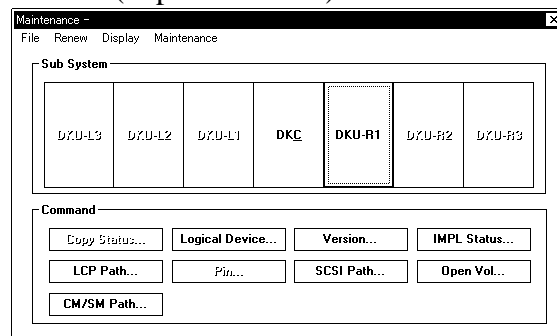 Maintenance -
File Renew Display Maintenance
Sub System
DKU-L3 DKU-L2 DKU-L1 DKC DKU-R1 DKU-R2 DKU-R3
Command
Copy Status... Logical Device... Version... IMPL Status...
LCP Path... Pin... SCSI Path... Open Vol...
CM/SM Path...